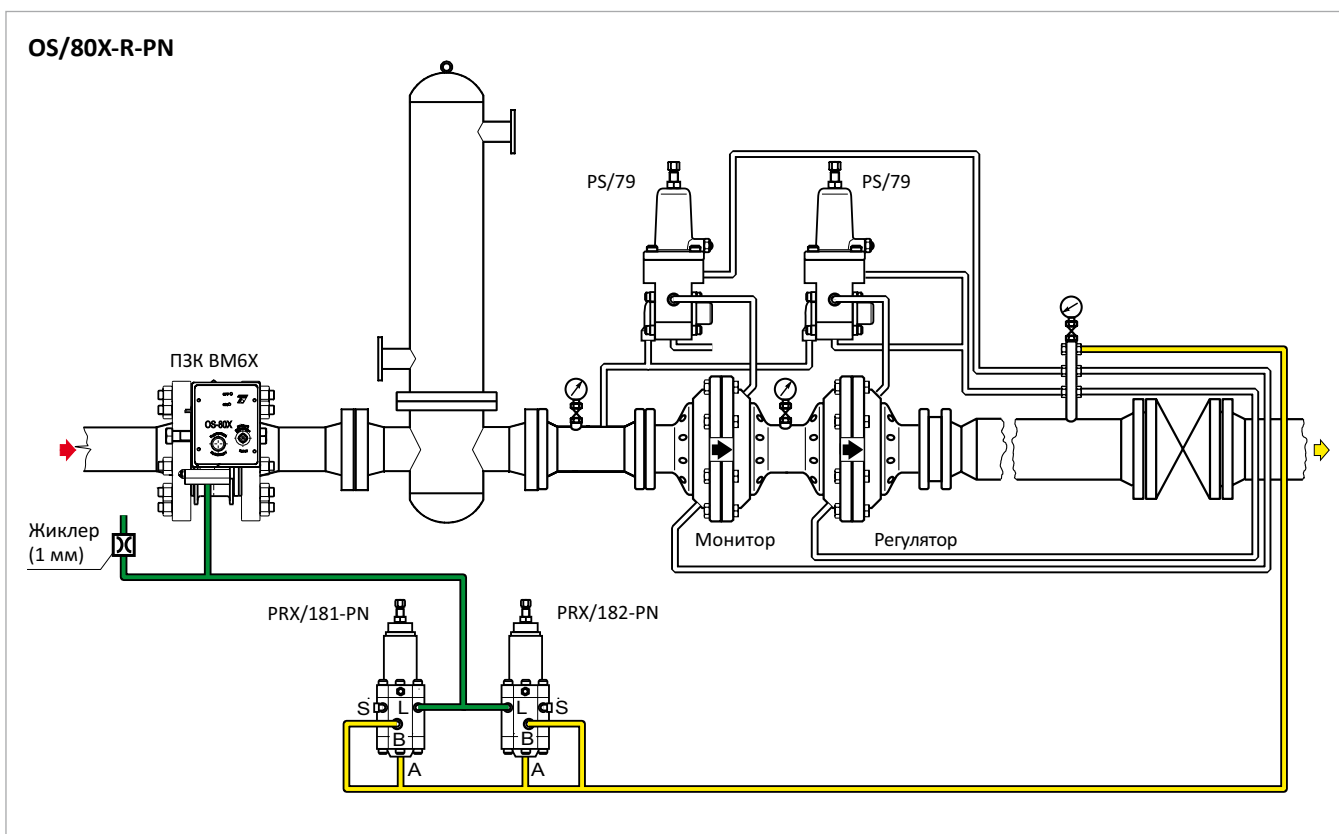 OS/80X-R-PN
PS/79
PS/79
ПЗК BM6X
OS-80X
Жиклер
(1 мм)
Монитор
Регулятор
PRX/181-PN
PRX/182-PN
S
L
L
S
B
B
A
A